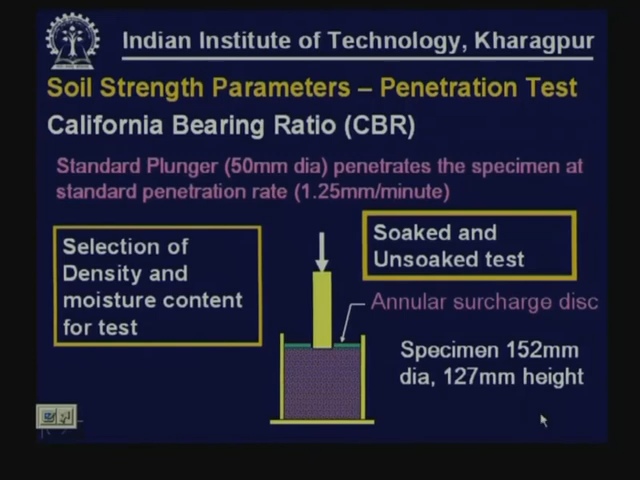 Indian Institute of Technology, Kharagpur
Soil Strength Parameters – Penetration Test
California Bearing Ratio (CBR)
Standard Plunger (50mm dia) penetrates the specimen at
standard penetration rate (1.25mm/minute)
Selection of
Density and
moisture content
for test
Soaked and
Unsoaked test
Annular surcharge disc
Specimen 152mm
dia, 127mm height